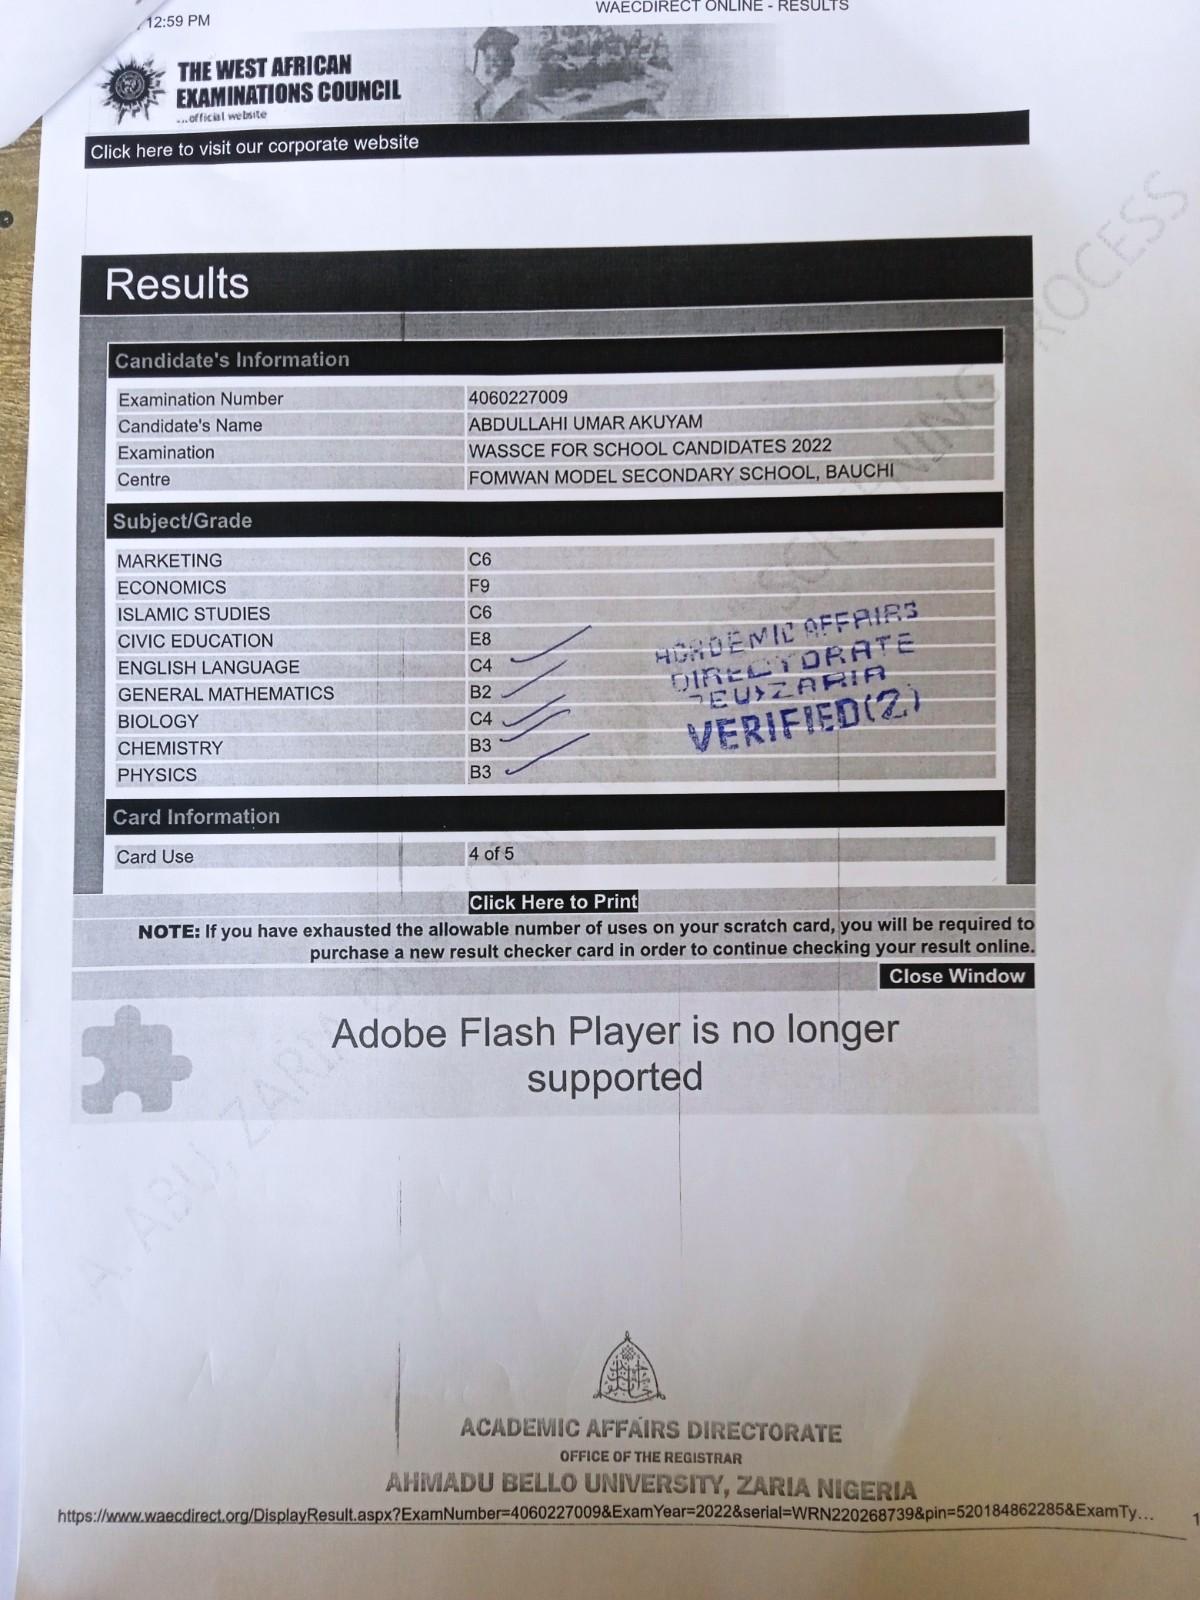 12:59 PM
WAECDIRECT ONLINE - RESULTS
THE WEST AFRICAN
EXAMINATIONS COUNCIL
...official website
Click here to visit our corporate website
Results
Candidate's Information
Examination Number 4060227009
Candidate's Name ABDULLAHI UMAR AKUYAM
Examination WASSCE FOR SCHOOL CANDIDATES 2022
Centre FOMWAN MODEL SECONDARY SCHOOL, BAUCHI
Subject/Grade
MARKETING C6
ECONOMICS F9
ISLAMIC STUDIES C6
CIVIC EDUCATION E8
ENGLISH LANGUAGE C4
GENERAL MATHEMATICS B2
BIOLOGY C4
CHEMISTRY B3
PHYSICS B3
ACADEMIC AFFAIRS
DIRECTORATE
ZARIA
VERIFIED(2)
Card Information
Card Use 4 of 5
Click Here to Print
NOTE: If you have exhausted the allowable number of uses on your scratch card, you will be required to
purchase a new result checker card in order to continue checking your result online.
Close Window
Adobe Flash Player is no longer
supported
ABU, ZARIA SCREENING PROCESS
ACADEMIC AFFAIRS DIRECTORATE
OFFICE OF THE REGISTRAR
AHMADU BELLO UNIVERSITY, ZARIA NIGERIA
https://www.waecdirect.org/DisplayResult.aspx?ExamNumber=4060227009&ExamYear=2022&serial=WRN220268739&pin=520184862285&ExamTy...